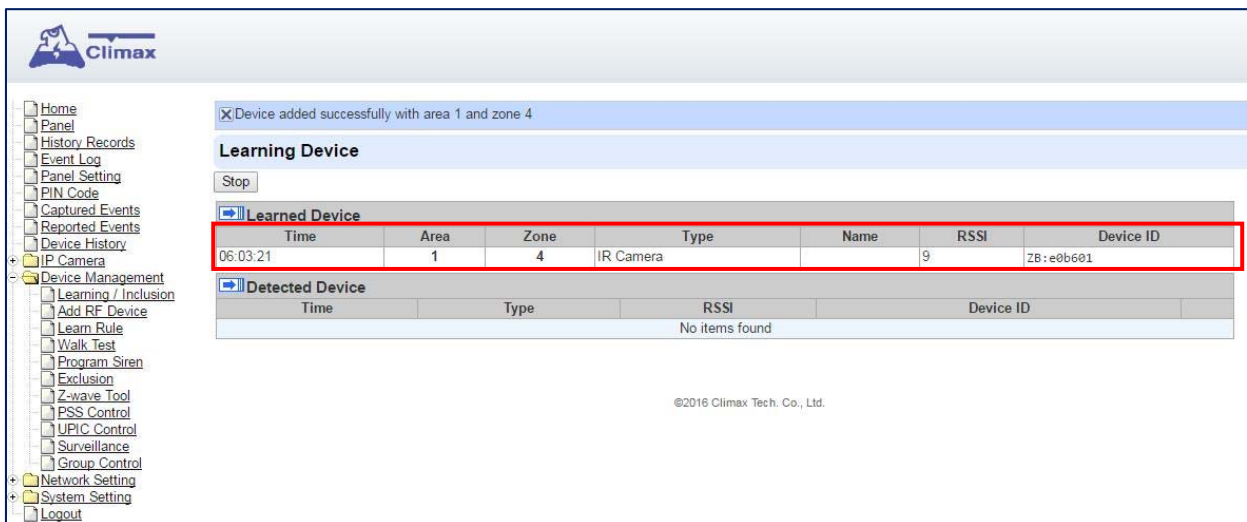 Climax
Home
Panel
History Records
Event Log
Panel Setting
PIN Code
Captured Events
Reported Events
Device History
IP Camera
Device Management
Learning / Inclusion
Add RF Device
Learn Rule
Walk Test
Program Siren
Exclusion
Z-wave Tool
PSS Control
UPIC Control
Surveillance
Group Control
Network Setting
System Setting
Logout
Device added successfully with area 1 and zone 4
Learning Device
Stop
Learned Device
Time Area Zone Type Name RSSI Device ID
06:03:21 1 4 IR Camera 9 ZB:e0b601
Detected Device
Time Type RSSI Device ID
No items found
©2016 Climax Tech. Co., Ltd.